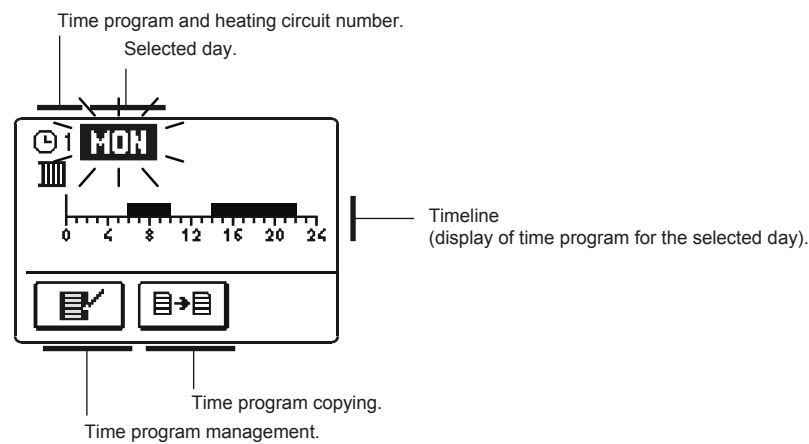 Time program and heating circuit number.
Selected day.
1 MON
0 4 8 12 16 20 24
Timeline
(display of time program for the selected day).
Time program copying.
Time program management.